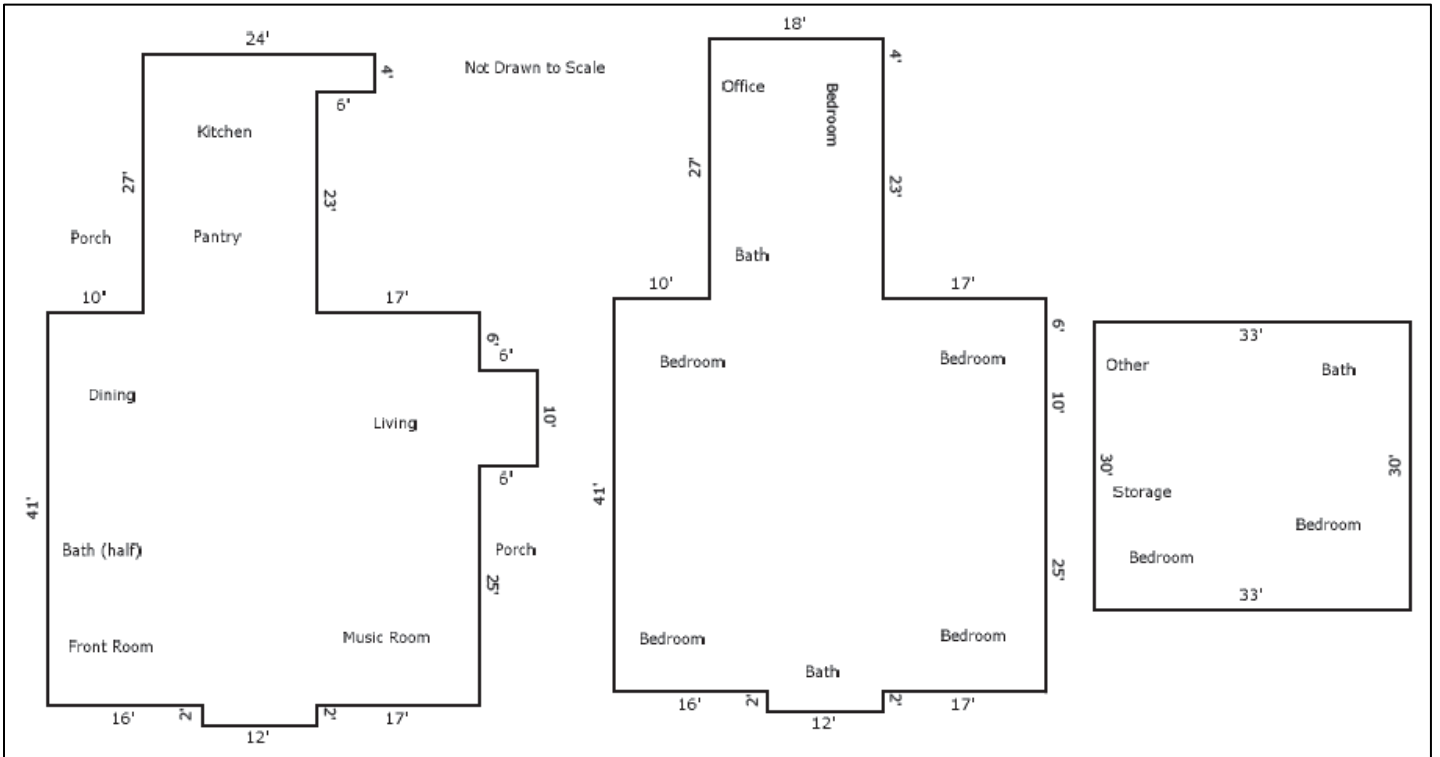 24'
4'
6'
Not Drawn to Scale
Kitchen
27'
23'
Porch
Pantry
10'
17'
6'
6'
Dining
Living
10'
6'
41'
Bath (half)
Porch
25'
Front Room
Music Room
16'
2'
12'
2'
17'
18'
4'
Office
Bedroom
27'
23'
Bath
10'
17'
6'
Bedroom
Bedroom
10'
41'
25'
Bedroom
Bedroom
Bath
16'
2'
12'
2'
17'
33'
Other
Bath
30'
30'
Storage
Bedroom
Bedroom
33'